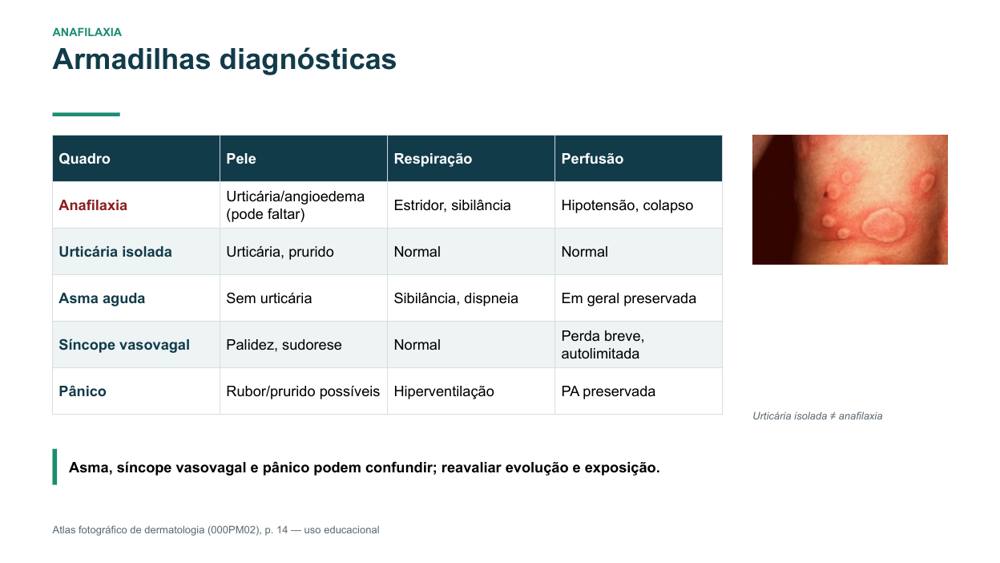 ANAFILAXIA
Armadilhas diagnósticas
Quadro Pele Respiração Perfusão
Anafilaxia Urticária/angioedema (pode faltar) Estridor, sibilância Hipotensão, colapso
Urticária isolada Urticária, prurido Normal Normal
Asma aguda Sem urticária Sibilância, dispneia Em geral preservada
Síncope vasovagal Palidez, sudorese Normal Perda breve, autolimitada
Pânico Rubor/prurido possíveis Hiperventilação PA preservada
Urticária isolada ≠ anafilaxia
Asma, síncope vasovagal e pânico podem confundir; reavaliar evolução e exposição.
Atlas fotográfico de dermatologia (000PM02), p. 14 — uso educacional